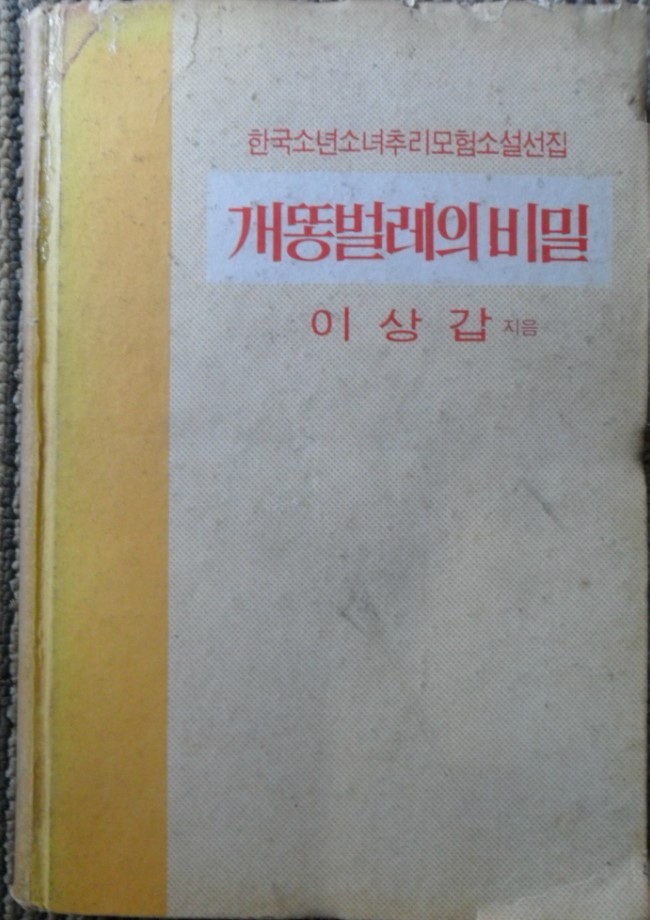 한국소년소녀추리모험소설선집
개똥벌레의 비밀
이상갑 지음